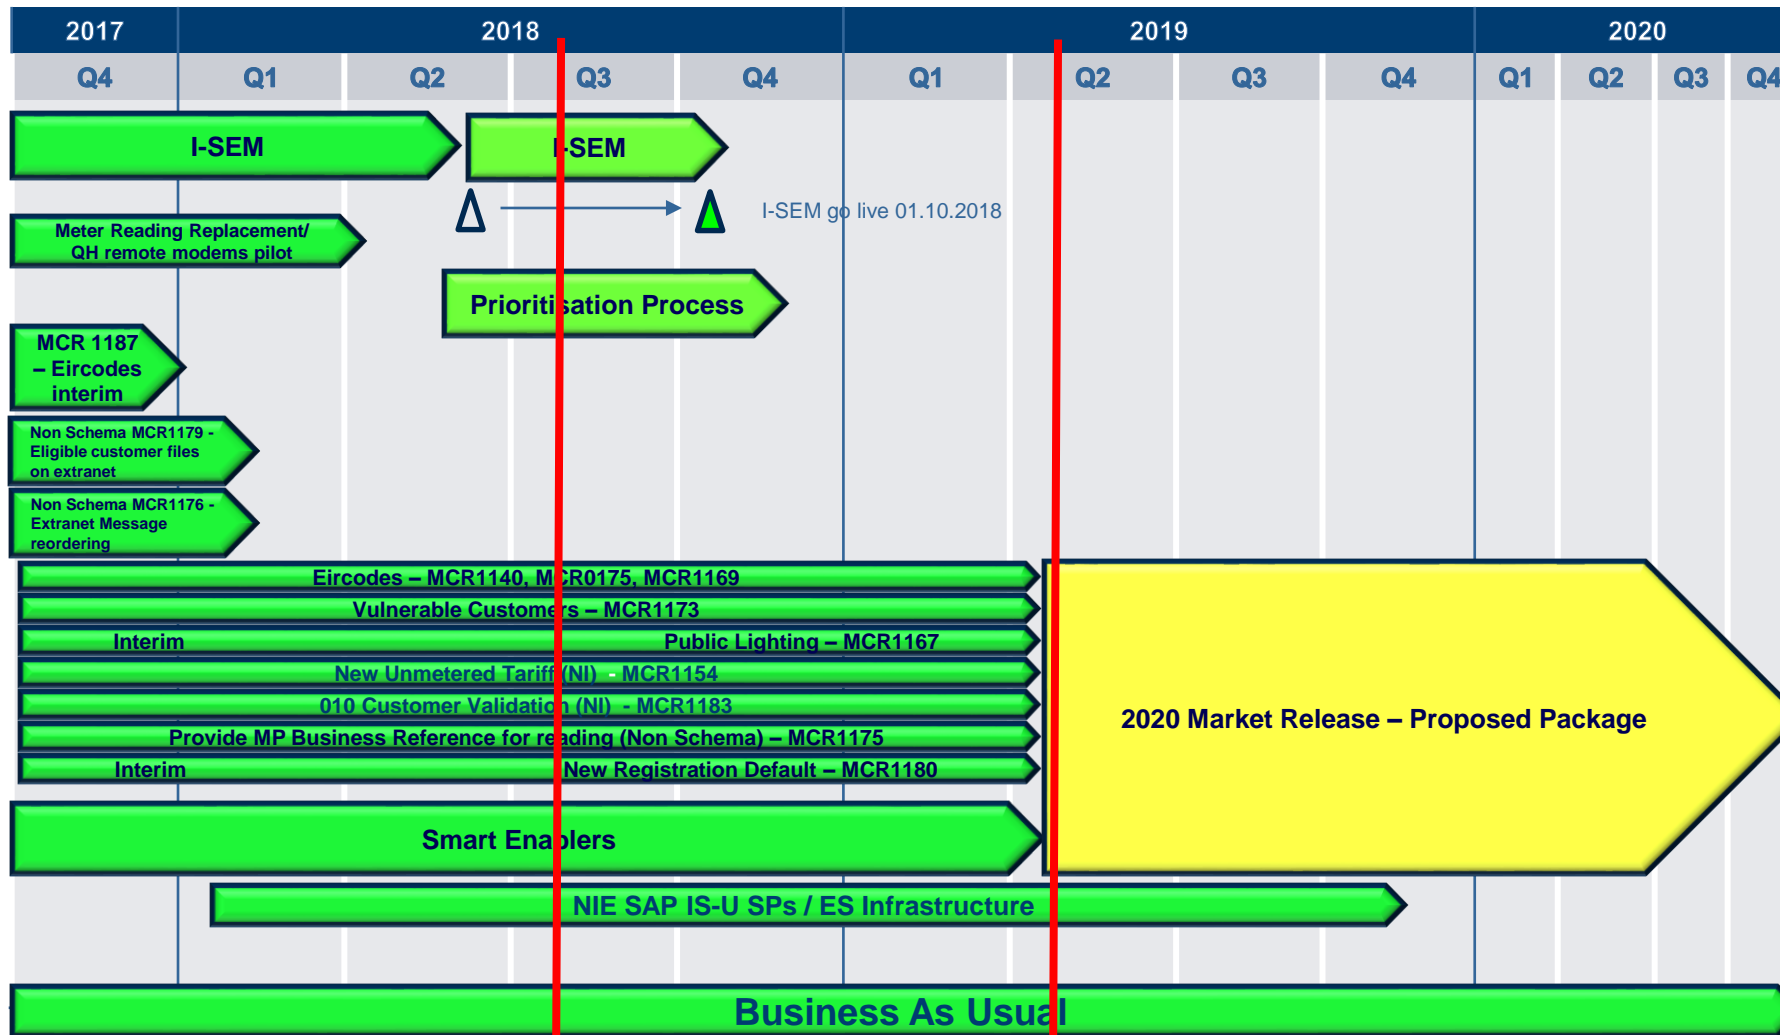 2017 2018 2019 2020
Q4 Q1 Q2 Q3 Q4 Q1 Q2 Q3 Q4 Q1 Q2 Q3 Q4
I-SEM
I-SEM
I-SEM go live 01.10.2018
Meter Reading Replacement/
QH remote modems pilot
Prioritisation Process
MCR 1187
– Eircodes
interim
Non Schema MCR1179 -
Eligible customer files
on extranet
Non Schema MCR1176 -
Extranet Message
reordering
Eircodes – MCR1140, MCR0175, MCR1169
Vulnerable Customers – MCR1173
Interim Public Lighting – MCR1167
New Unmetered Tariff (NI) - MCR1154
010 Customer Validation (NI) - MCR1183
Provide MP Business Reference for reading (Non Schema) – MCR1175
Interim New Registration Default – MCR1180
2020 Market Release – Proposed Package
Smart Enablers
NIE SAP IS-U SPs / ES Infrastructure
Business As Usual